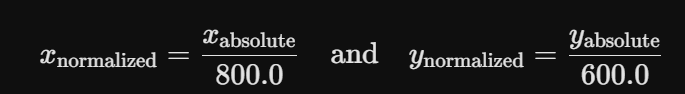 x_normalized = x_absolute / 800.0 and y_normalized = y_absolute / 600.0